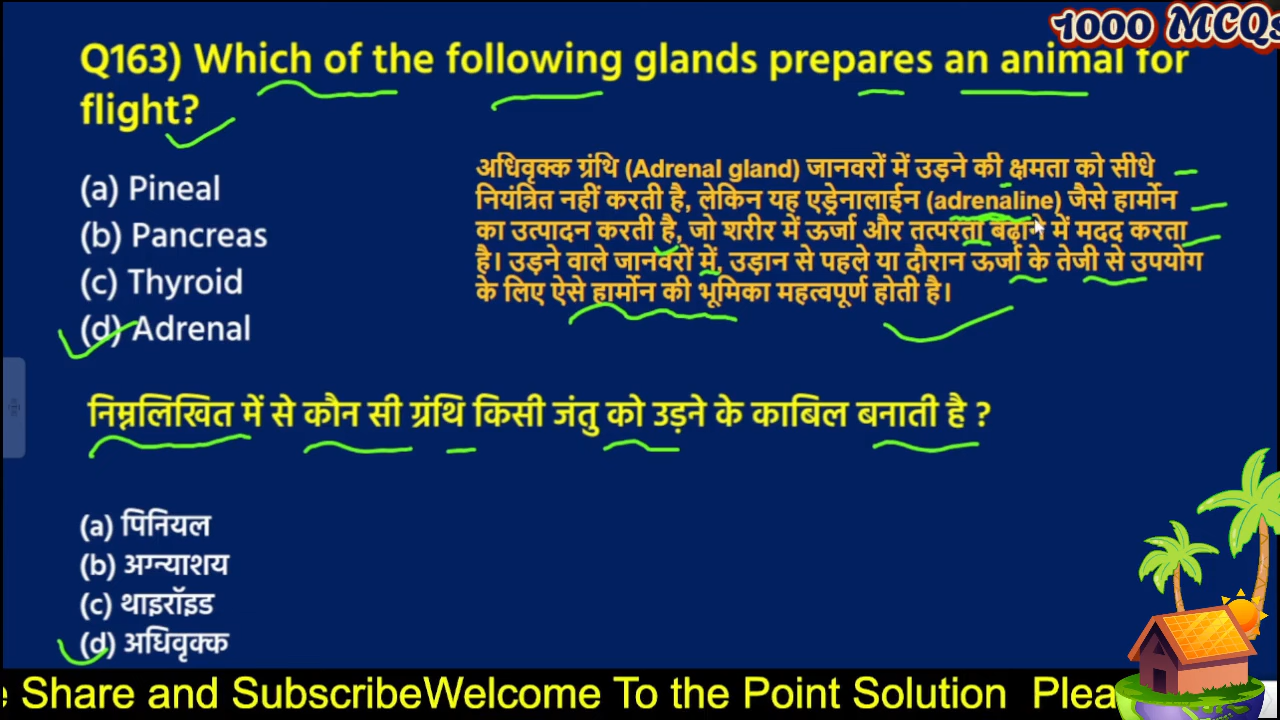 1000 MCQs
Q163) Which of the following glands prepares an animal for
flight?
(a) Pineal
(b) Pancreas
(c) Thyroid
(d) Adrenal
अधिवृक्क ग्रंथि (Adrenal gland) जानवरों में उड़ने की क्षमता को सीधे
नियंत्रित नहीं करती है, लेकिन यह एड्रेनालाईन (adrenaline) जैसे हार्मोन
का उत्पादन करती है, जो शरीर में ऊर्जा और तत्परता बढ़ाने में मदद करता
है। उड़ने वाले जानवरों में, उड़ान से पहले या दौरान ऊर्जा के तेजी से उपयोग
के लिए ऐसे हार्मोन की भूमिका महत्वपूर्ण होती है।
निम्नलिखित में से कौन सी ग्रंथि किसी जंतु को उड़ने के काबिल बनाती है ?
(a) पिनियल
(b) अग्न्याशय
(c) थाइरॉइड
(d) अधिवृक्क
e Share and SubscribeWelcome To the Point Solution Plea